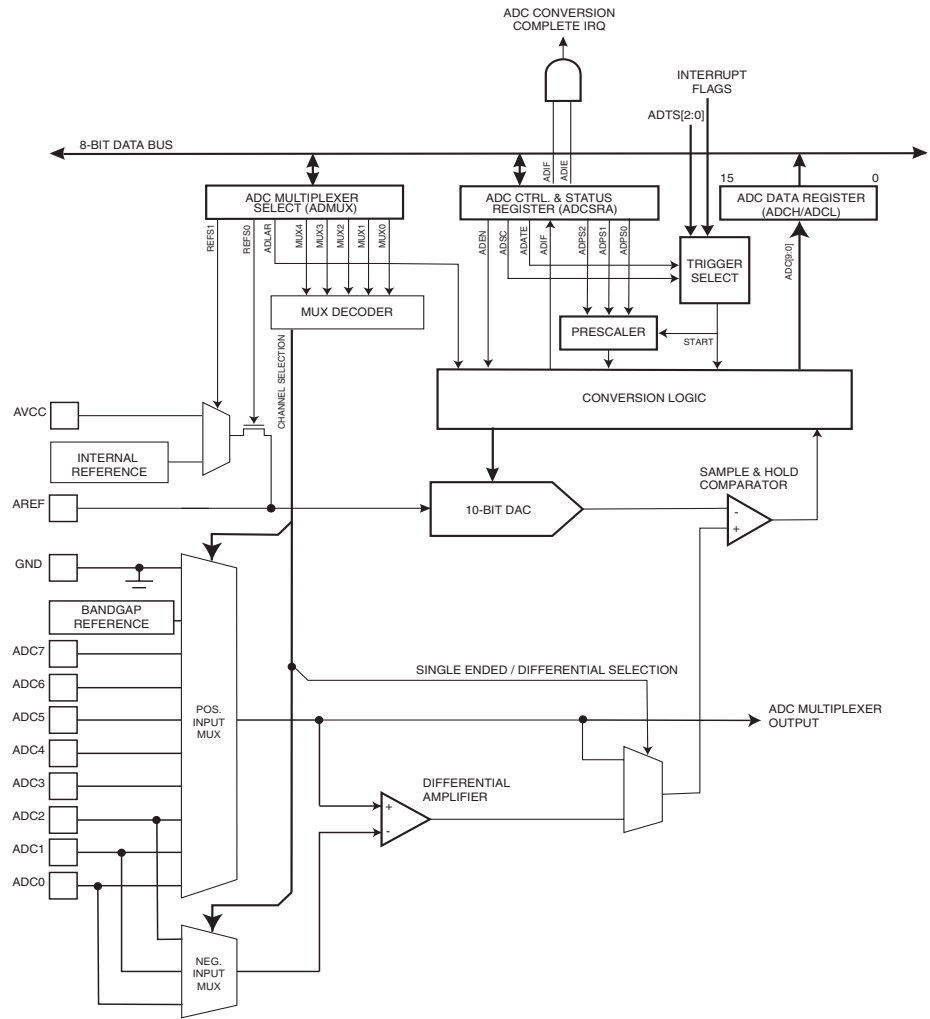 ADC CONVERSION
COMPLETE IRQ
INTERRUPT
FLAGS
ADTS[2:0]
8-BIT DATA BUS
ADIF
ADIE
15
0
ADC MULTIPLEXER
SELECT (ADMUX)
ADC CTRL. & STATUS
REGISTER (ADCSRA)
ADC DATA REGISTER
(ADCH/ADCL)
REFS1
REFS0
ADLAR
MUX4
MUX3
MUX2
MUX1
MUX0
ADEN
ADSC
ADATE
ADIF
ADPS2
ADPS1
ADPS0
ADC[9:0]
TRIGGER
SELECT
MUX DECODER
PRESCALER
START
CHANNEL SELECTION
CONVERSION LOGIC
AVCC
INTERNAL
REFERENCE
SAMPLE & HOLD
COMPARATOR
AREF
10-BIT DAC
-
+
GND
BANDGAP
REFERENCE
ADC7
SINGLE ENDED / DIFFERENTIAL SELECTION
ADC6
ADC5
POS.
INPUT
MUX
ADC MULTIPLEXER
OUTPUT
ADC4
ADC3
DIFFERENTIAL
AMPLIFIER
+
-
ADC2
ADC1
ADC0
NEG.
INPUT
MUX